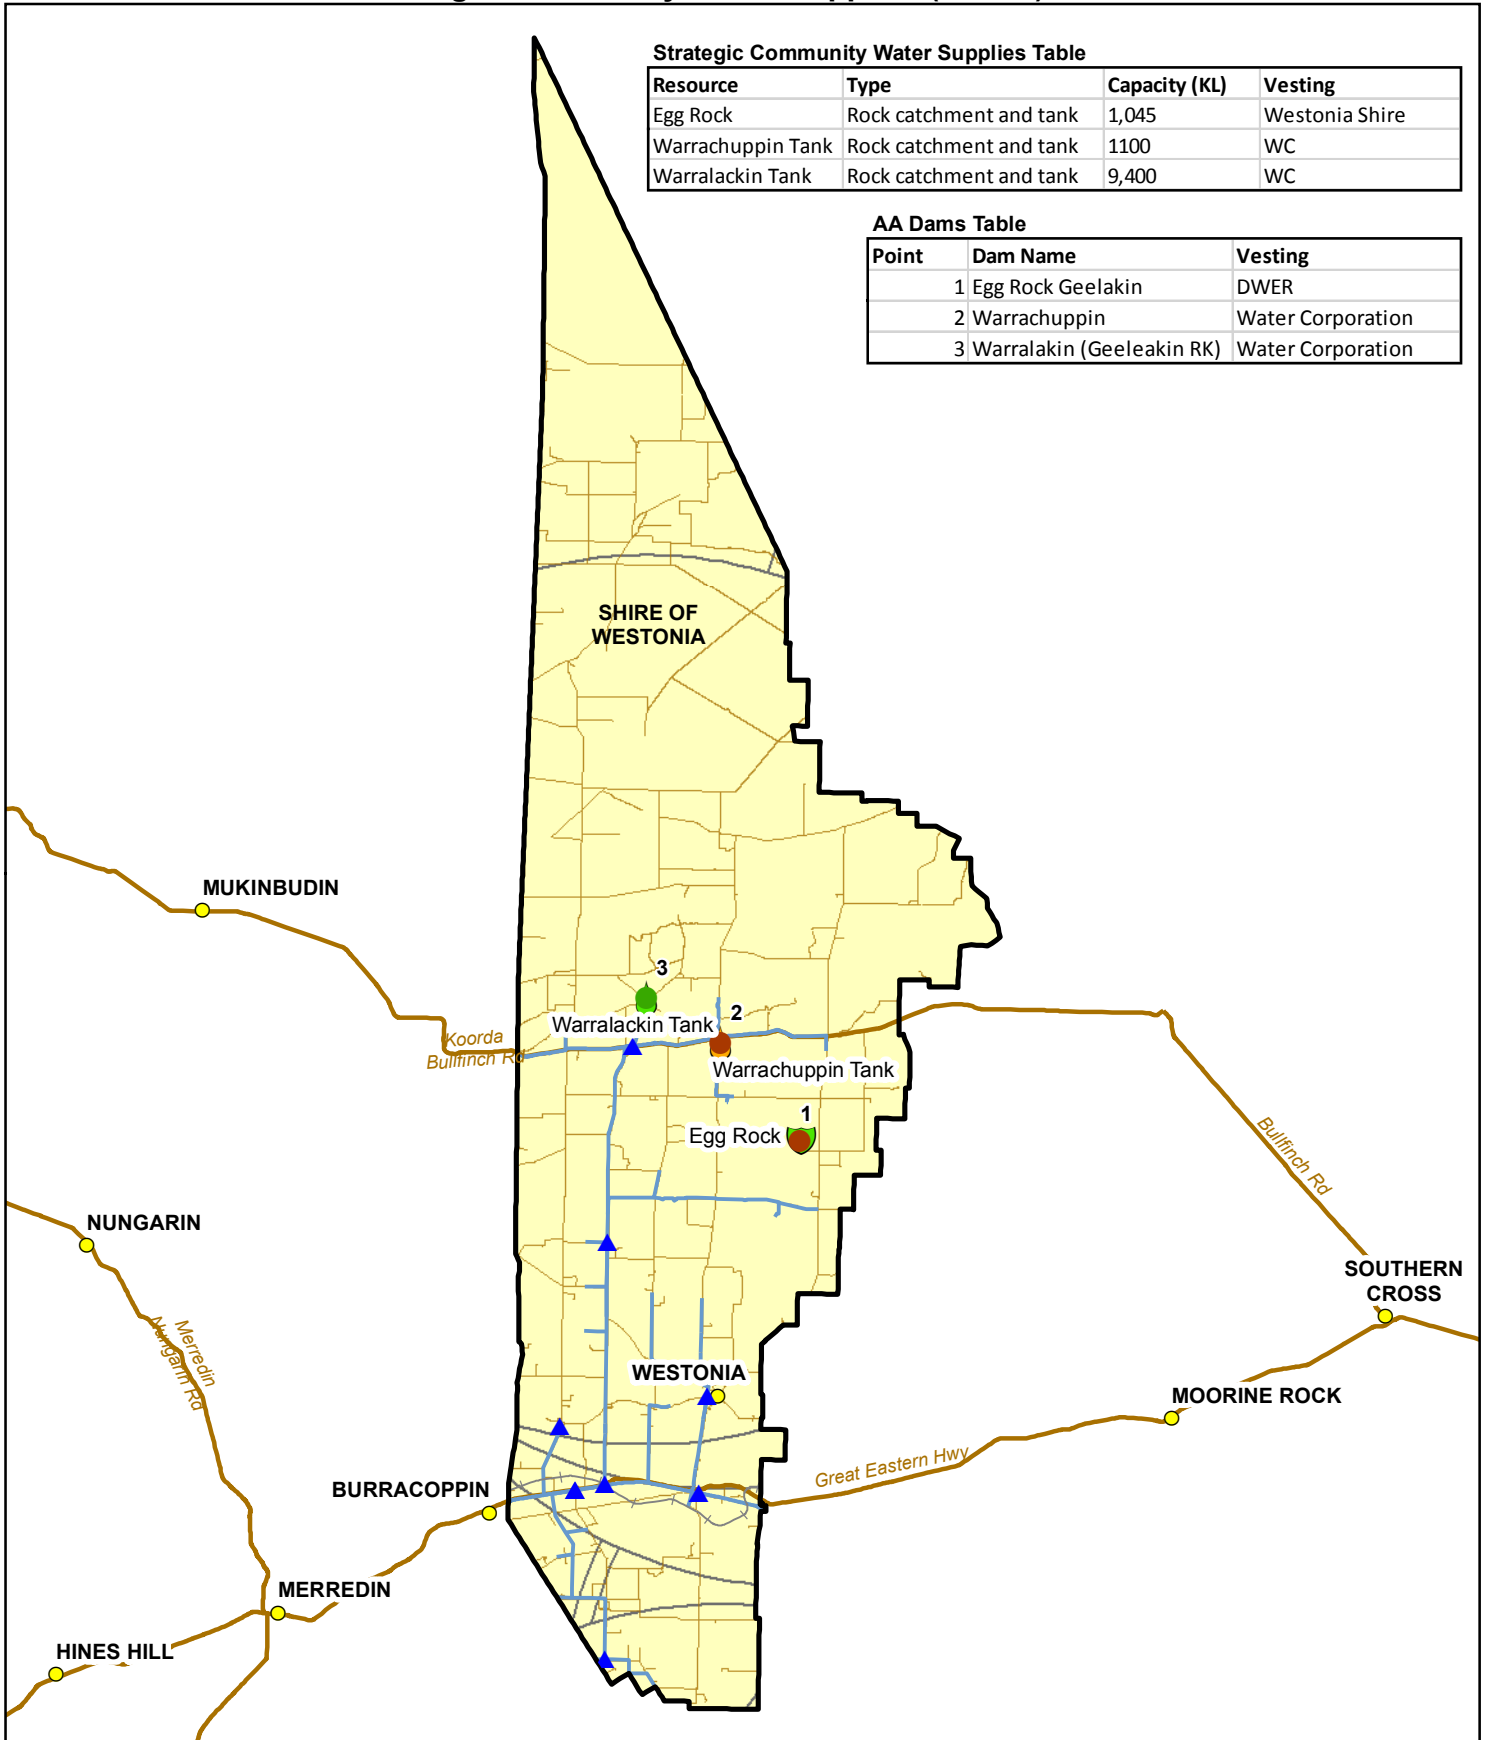 Strategic Community Water Supplies Table
Resource Type Capacity (KL) Vesting
Egg Rock Rock catchment and tank 1,045 Westonia Shire
Warrachuppin Tank Rock catchment and tank 1100 WC
Warralackin Tank Rock catchment and tank 9,400 WC
AA Dams Table
Point Dam Name Vesting
1 Egg Rock Geelakin DWER
2 Warrachuppin Water Corporation
3 Warralakin (Geeleakin RK) Water Corporation
SHIRE OF
WESTONIA
MUKINBUDIN
3
2
Warralackin Tank
Koorda
Bullfinch Rd
Warrachuppin Tank
1
Egg Rock
Bullfinch Rd
NUNGARIN
SOUTHERN
CROSS
Merredin
Nungarin Rd
WESTONIA
MOORINE ROCK
Great Eastern Hwy
BURRACOPPIN
MERREDIN
HINES HILL